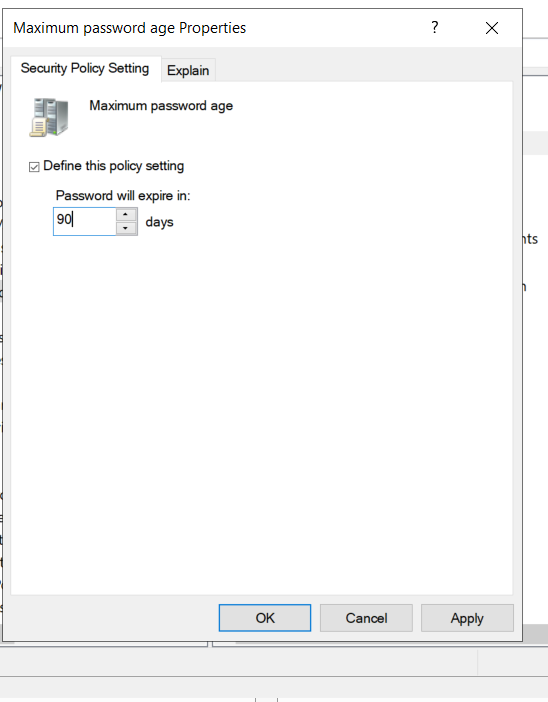 Maximum password age Properties
?
Security Policy Setting
Explain
Maximum password age
Define this policy setting
Password will expire in:
90
days
nts
OK
Cancel
Apply